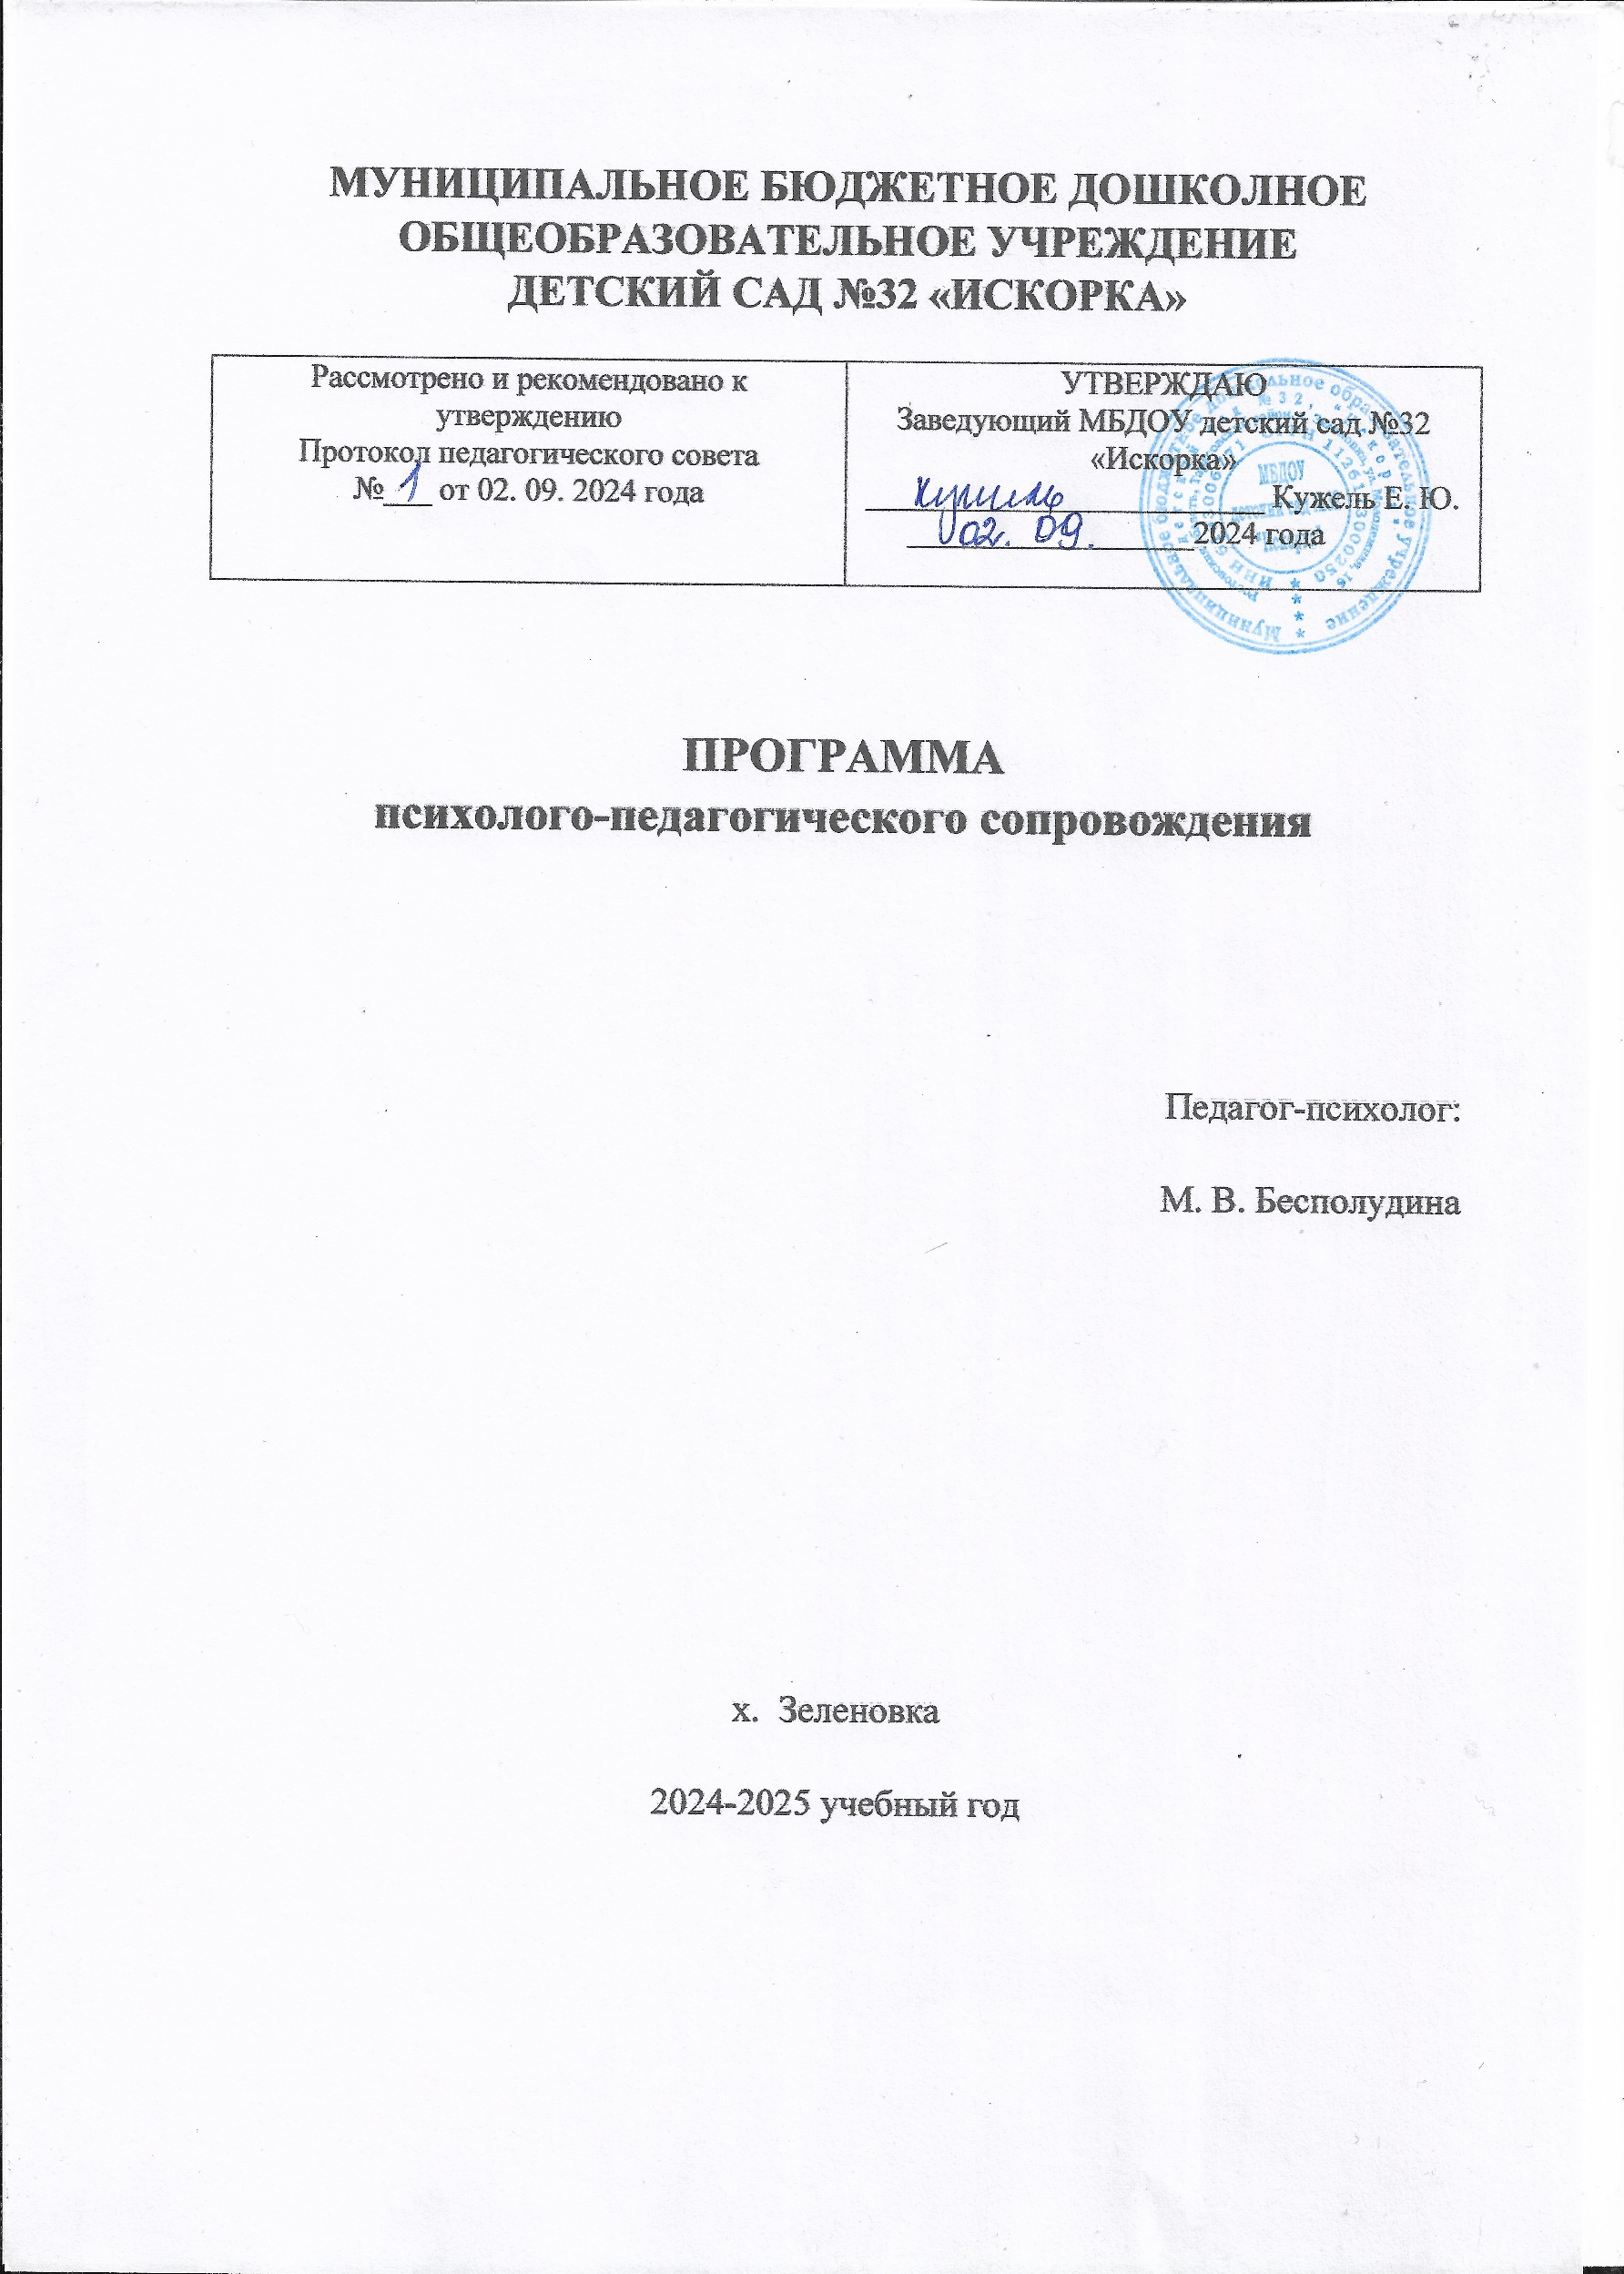 МУНИЦИПАЛЬНОЕ БЮДЖЕТНОЕ ДОШКОЛНОЕ
ОБЩЕОБРАЗОВАТЕЛЬНОЕ УЧРЕЖДЕНИЕ
ДЕТСКИЙ САД №32 «ИСКОРКА»
Рассмотрено и рекомендовано к
утверждению
Протокол педагогического совета
№ 1 от 02. 09. 2024 года
УТВЕРЖДАЮ
Заведующий МБДОУ детский сад №32
«Искорка»
Кужель Е. Ю.
02. 09. 2024 года
МБДОУ
ПРОГРАММА
психолого-педагогического сопровождения
Педагог-психолог:
М. В. Бесполудина
х. Зеленовка
2024-2025 учебный год